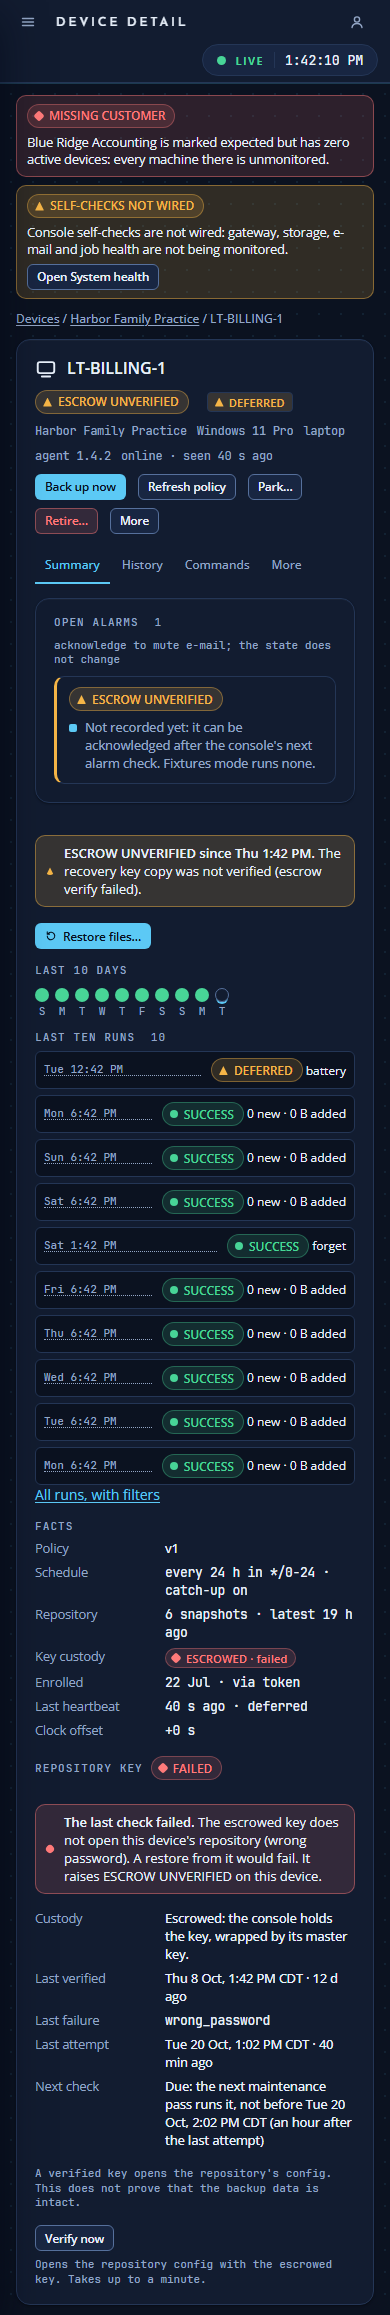 DEVICE DETAIL
LIVE 1:42:10 PM
MISSING CUSTOMER
Blue Ridge Accounting is marked expected but has zero
active devices: every machine there is unmonitored.
SELF-CHECKS NOT WIRED
Console self-checks are not wired: gateway, storage, e-
mail and job health are not being monitored.
Open System health
Devices / Harbor Family Practice / LT-BILLING-1
LT-BILLING-1
ESCROW UNVERIFIED DEFERRED
Harbor Family Practice Windows 11 Pro laptop
agent 1.4.2 online · seen 40 s ago
Back up now Refresh policy Park...
Retire... More
Summary History Commands More
OPEN ALARMS 1
acknowledge to mute e-mail; the state does
not change
ESCROW UNVERIFIED
Not recorded yet: it can be
acknowledged after the console's next
alarm check. Fixtures mode runs none.
ESCROW UNVERIFIED since Thu 1:42 PM. The
recovery key copy was not verified (escrow
verify failed).
Restore files...
LAST 10 DAYS
S M T W T F S S M T
LAST TEN RUNS 10
Tue 12:42 PM DEFERRED battery
Mon 6:42 PM SUCCESS 0 new · 0 B added
Sun 6:42 PM SUCCESS 0 new · 0 B added
Sat 6:42 PM SUCCESS 0 new · 0 B added
Sat 1:42 PM SUCCESS forget
Fri 6:42 PM SUCCESS 0 new · 0 B added
Thu 6:42 PM SUCCESS 0 new · 0 B added
Wed 6:42 PM SUCCESS 0 new · 0 B added
Tue 6:42 PM SUCCESS 0 new · 0 B added
Mon 6:42 PM SUCCESS 0 new · 0 B added
All runs, with filters
FACTS
Policy v1
Schedule every 24 h in */0-24 ·
catch-up on
Repository 6 snapshots · latest 19 h
ago
Key custody ESCROWED · failed
Enrolled 22 Jul · via token
Last heartbeat 40 s ago · deferred
Clock offset +0 s
REPOSITORY KEY FAILED
The last check failed. The escrowed key does
not open this device's repository (wrong
password). A restore from it would fail. It
raises ESCROW UNVERIFIED on this device.
Custody Escrowed: the console holds
the key, wrapped by its master
key.
Last verified Thu 8 Oct, 1:42 PM CDT · 12 d
ago
Last failure wrong_password
Last attempt Tue 20 Oct, 1:02 PM CDT · 40
min ago
Next check Due: the next maintenance
pass runs it, not before Tue 20
Oct, 2:02 PM CDT (an hour after
the last attempt)
A verified key opens the repository's config.
This does not prove that the backup data is
intact.
Verify now
Opens the repository config with the escrowed
key. Takes up to a minute.